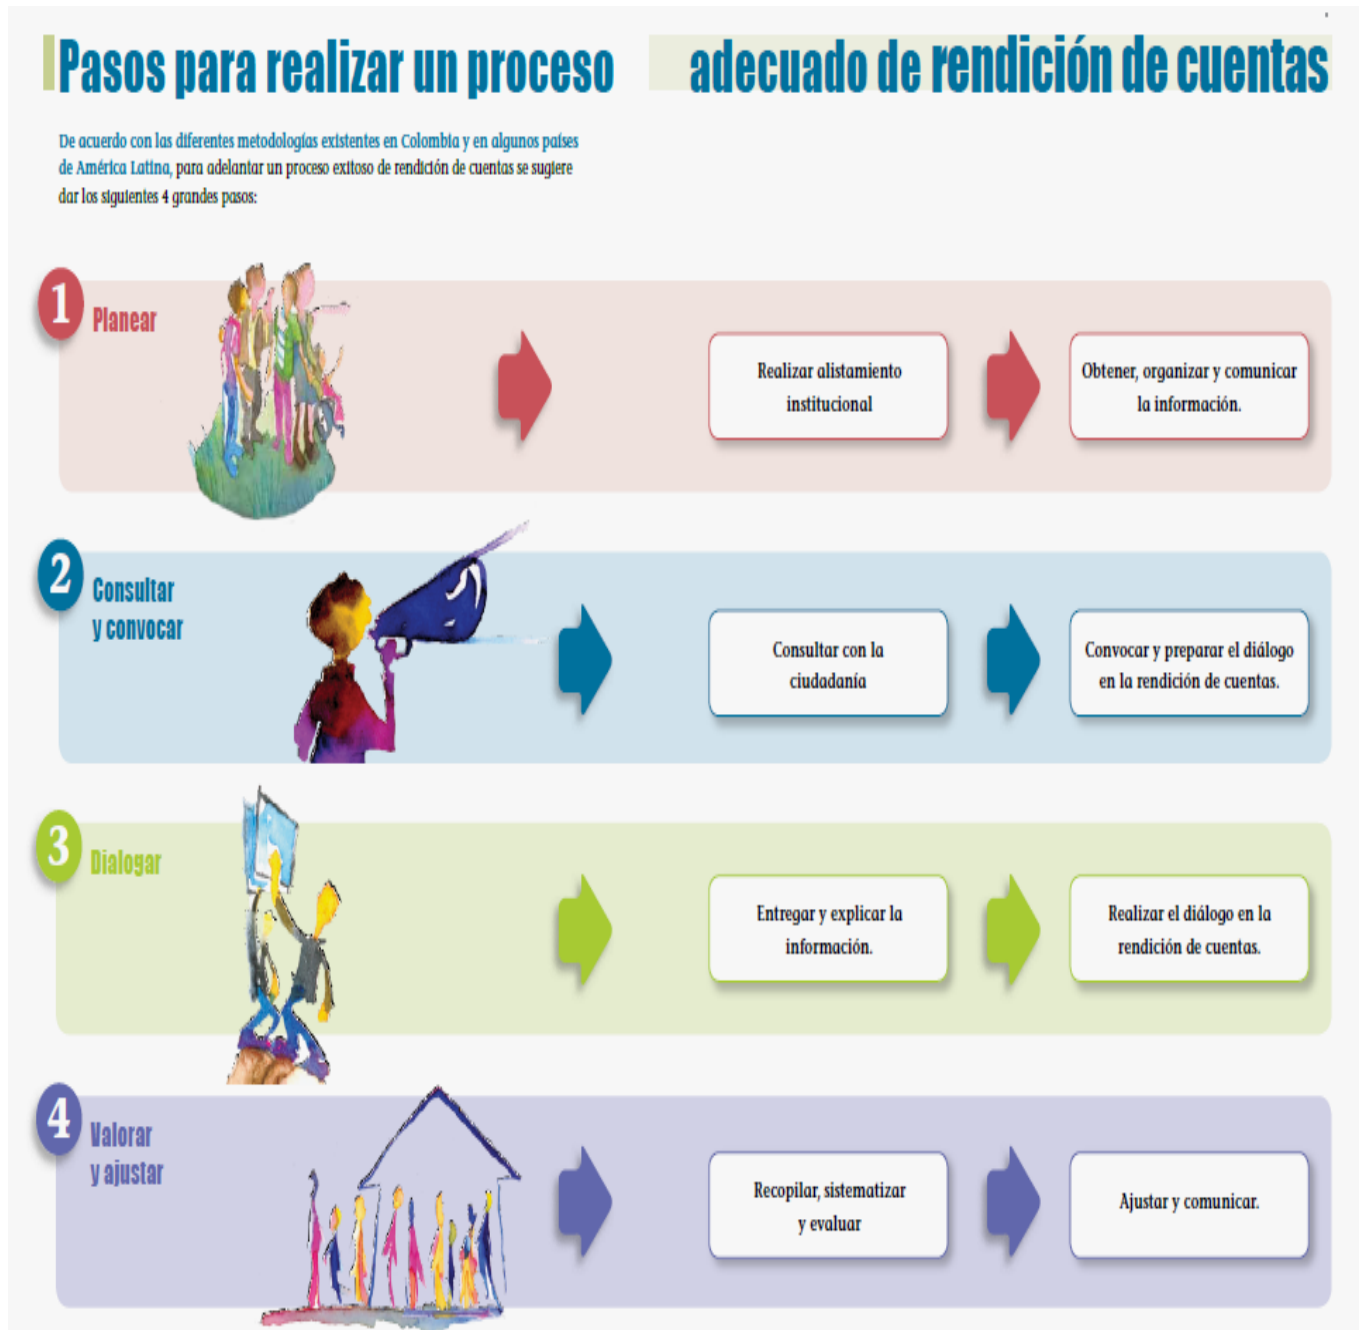 Pasos para realizar un proceso adecuado de rendición de cuentas
De acuerdo con las diferentes metodologías existentes en Colombia y en algunos países
de América Latina, para adelantar un proceso exitoso de rendición de cuentas se sugiere
dar los siguientes 4 grandes pasos:
1
Planear
Realizar alistamiento
institucional
Obtener, organizar y comunicar
la información.
2
Consultar
y convocar
Consultar con la
ciudadanía
Convocar y preparar el diálogo
en la rendición de cuentas.
3
Dialogar
Entregar y explicar la
información.
Realizar el diálogo en la
rendición de cuentas.
4
Valorar
y ajustar
Recopilar, sistematizar
y evaluar
Ajustar y comunicar.